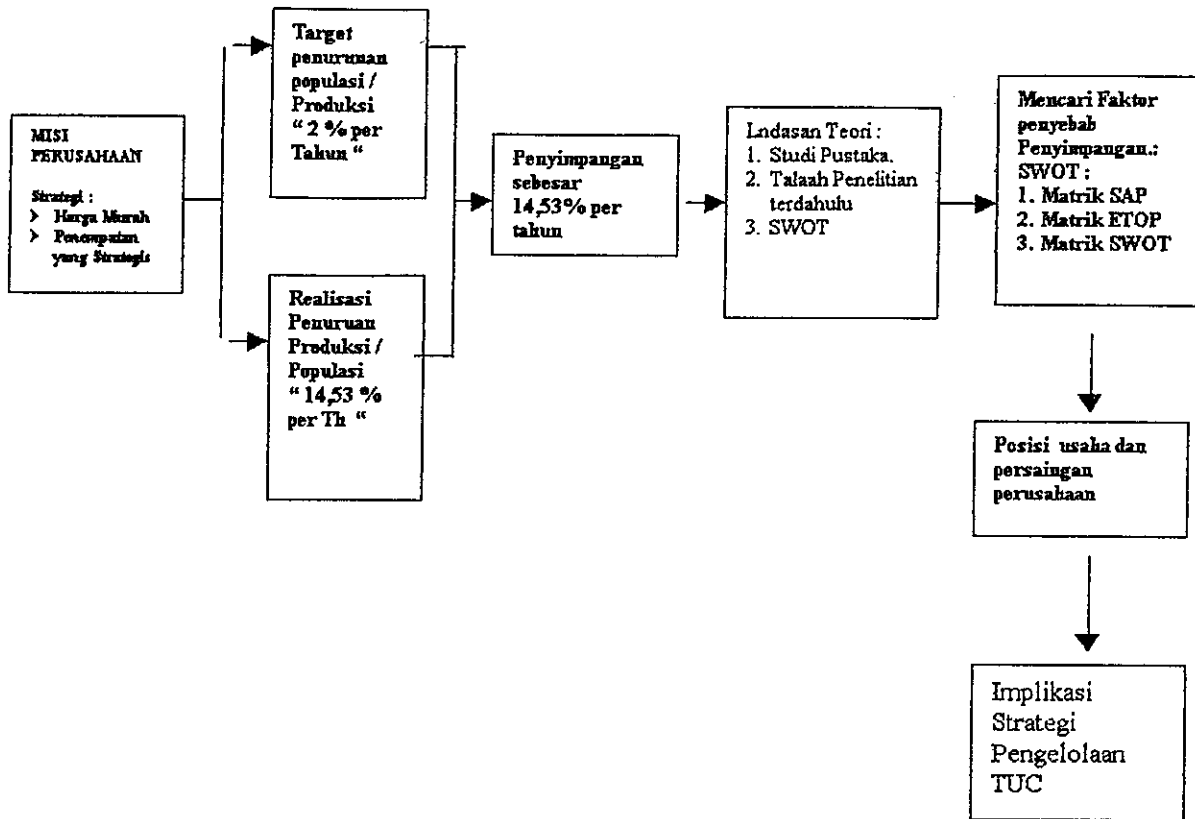 MISI
PERUSAHAAN
Strategi :
➢ Harga Murah
➢ Penempatan
yang Strategis
Target
penurunan
populasi /
Produksi
“ 2 % per
Tahun “
Realisasi
Penuruan
Produksi /
Populasi
“ 14,53 %
per Th “
Penyimpangan
sebesar
14,53% per
tahun
Lndasan Teori :
1. Studi Pustaka.
2. Talaah Penelitian
terdahulu
3. SWOT
Mencari Faktor
penyebab
Penyimpangan.:
SWOT :
1. Matrik SAP
2. Matrik ETOP
3. Matrik SWOT
Posisi usaha dan
persaingan
perusahaan
Implikasi
Strategi
Pengelolaan
TUC